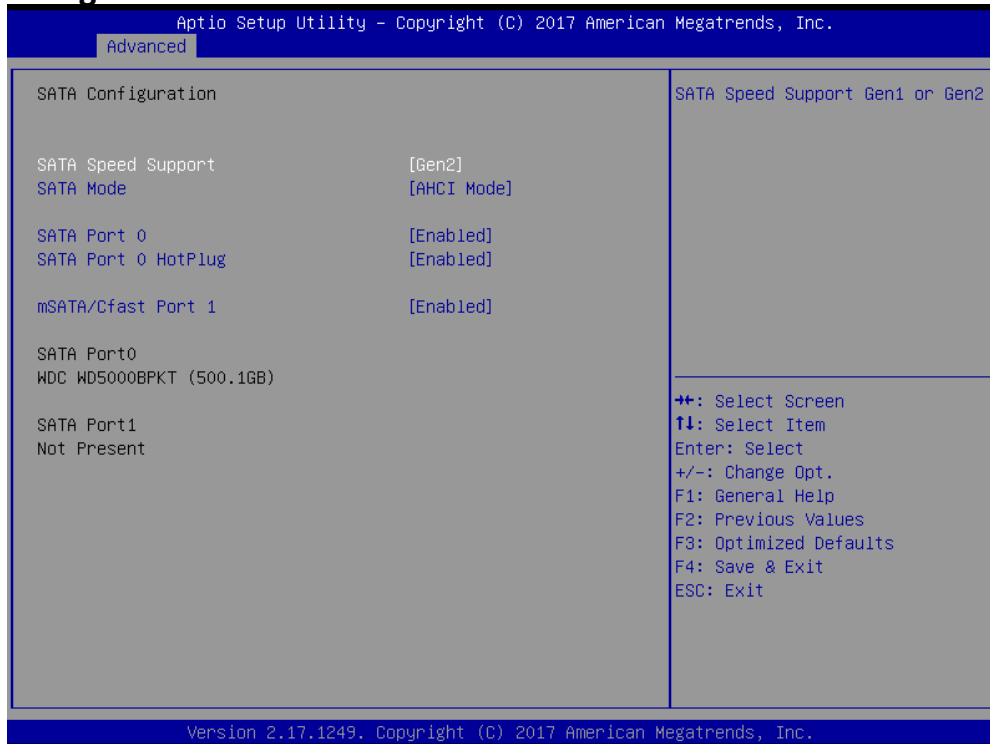 Aptio Setup Utility – Copyright (C) 2017 American Megatrends, Inc.
Advanced
SATA Configuration
SATA Speed Support [Gen2]
SATA Mode [AHCI Mode]
SATA Port 0 [Enabled]
SATA Port 0 HotPlug [Enabled]
mSATA/Cfast Port 1 [Enabled]
SATA Port0
WDC WD5000BPKT (500.1GB)
SATA Port1
Not Present
SATA Speed Support Gen1 or Gen2
→←: Select Screen
↑↓: Select Item
Enter: Select
+/-: Change Opt.
F1: General Help
F2: Previous Values
F3: Optimized Defaults
F4: Save & Exit
ESC: Exit
Version 2.17.1249. Copyright (C) 2017 American Megatrends, Inc.